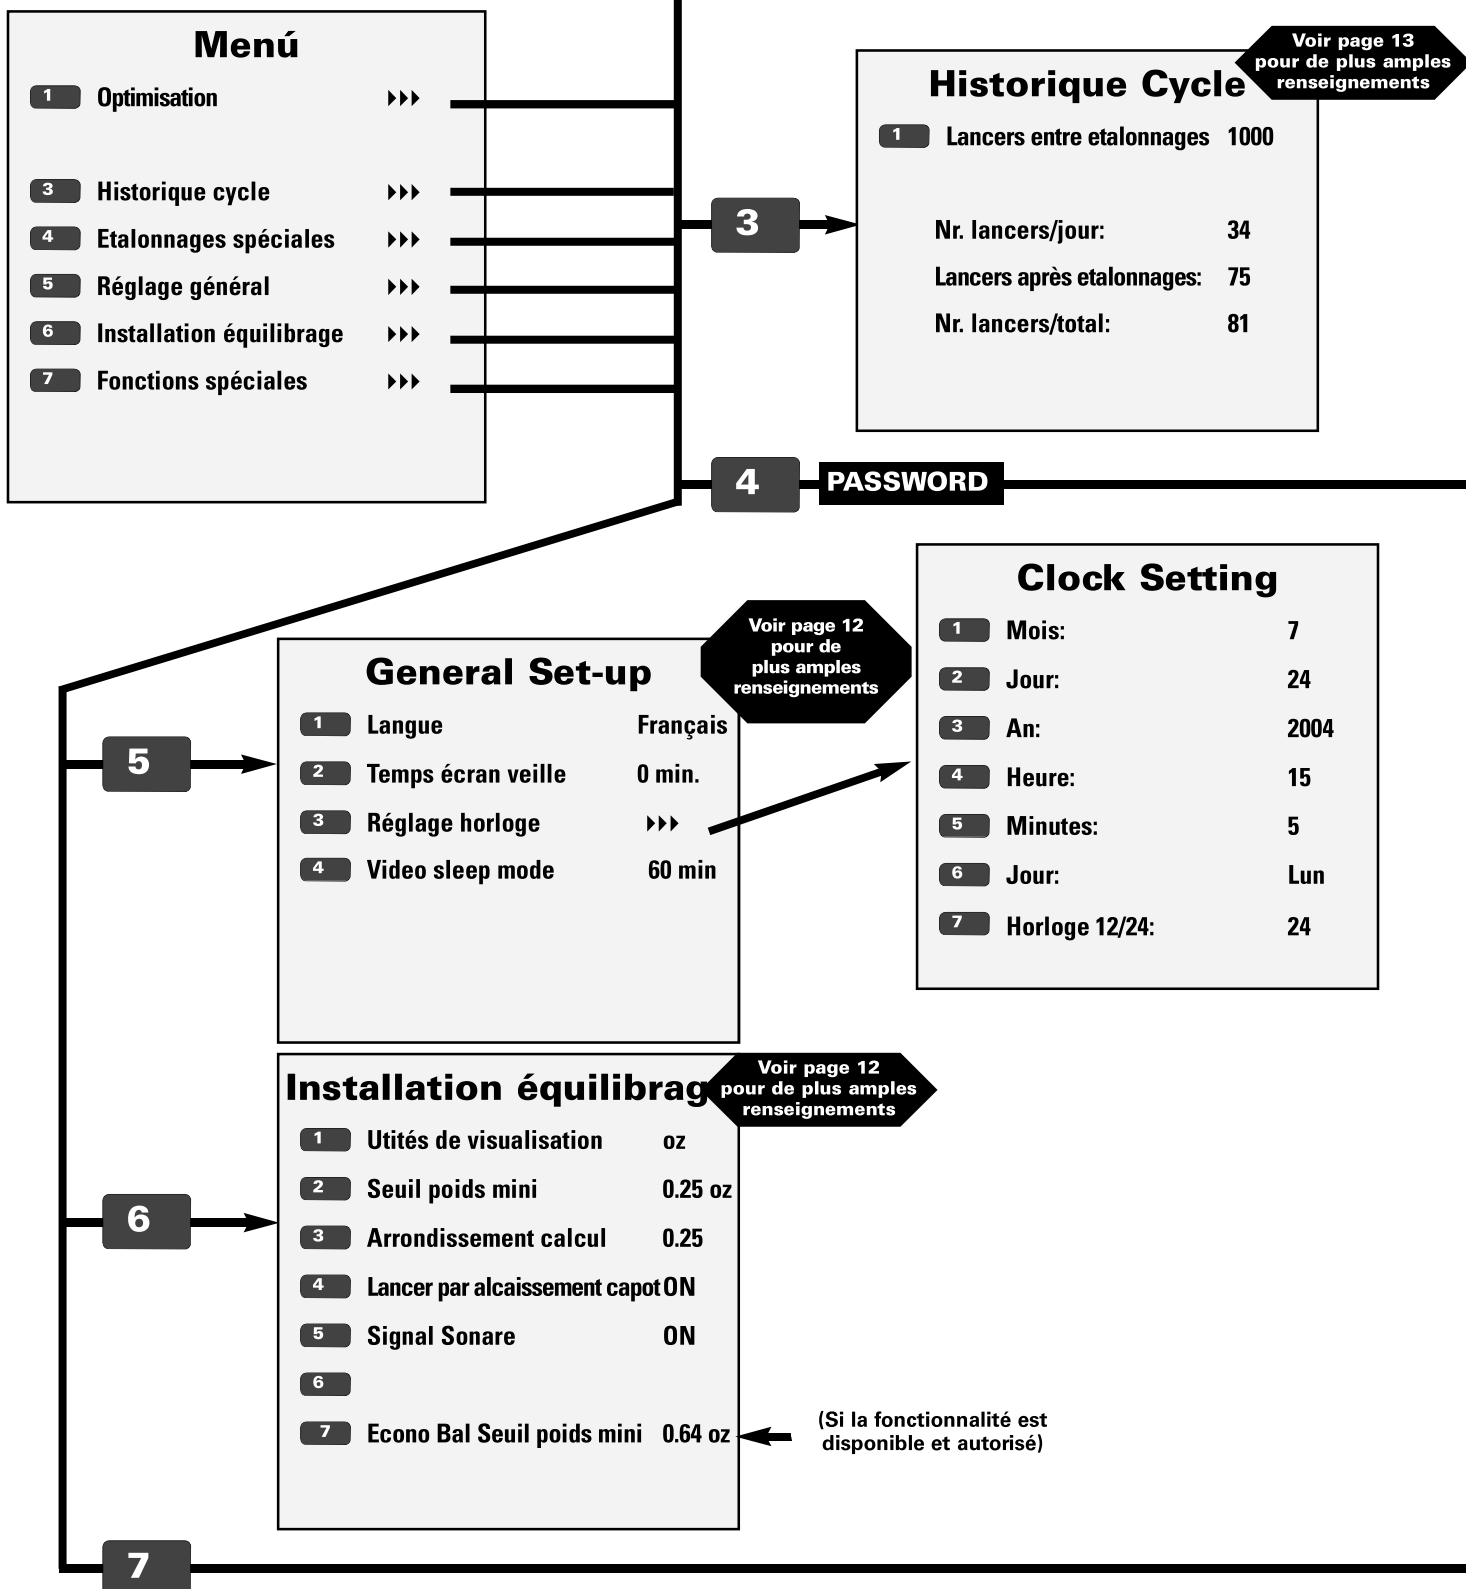 Menú
1 Optimisation
3 Historique cycle
4 Etalonnages spéciales
5 Réglage général
6 Installation équilibrage
7 Fonctions spéciales
Voir page 13
pour de plus amples
renseignements
Historique Cycle
1 Lancers entre etalonnages 1000
Nr. lancers/jour: 34
Lancers après etalonnages: 75
Nr. lancers/total: 81
3
4 PASSWORD
Clock Setting
1 Mois: 7
2 Jour: 24
3 An: 2004
4 Heure: 15
5 Minutes: 5
6 Jour: Lun
7 Horloge 12/24: 24
Voir page 12
pour de
plus amples
renseignements
General Set-up
1 Langue Français
2 Temps écran veille 0 min.
3 Réglage horloge
4 Video sleep mode 60 min
5
Voir page 12
pour de plus amples
renseignements
Installation équilibrag
1 Utités de visualisation oz
2 Seuil poids mini 0.25 oz
3 Arrondissement calcul 0.25
4 Lancer par alcaissement capot ON
5 Signal Sonare ON
6
7 Econo Bal Seuil poids mini 0.64 oz
6
(Si la fonctionnalité est
disponible et autorisé)
7